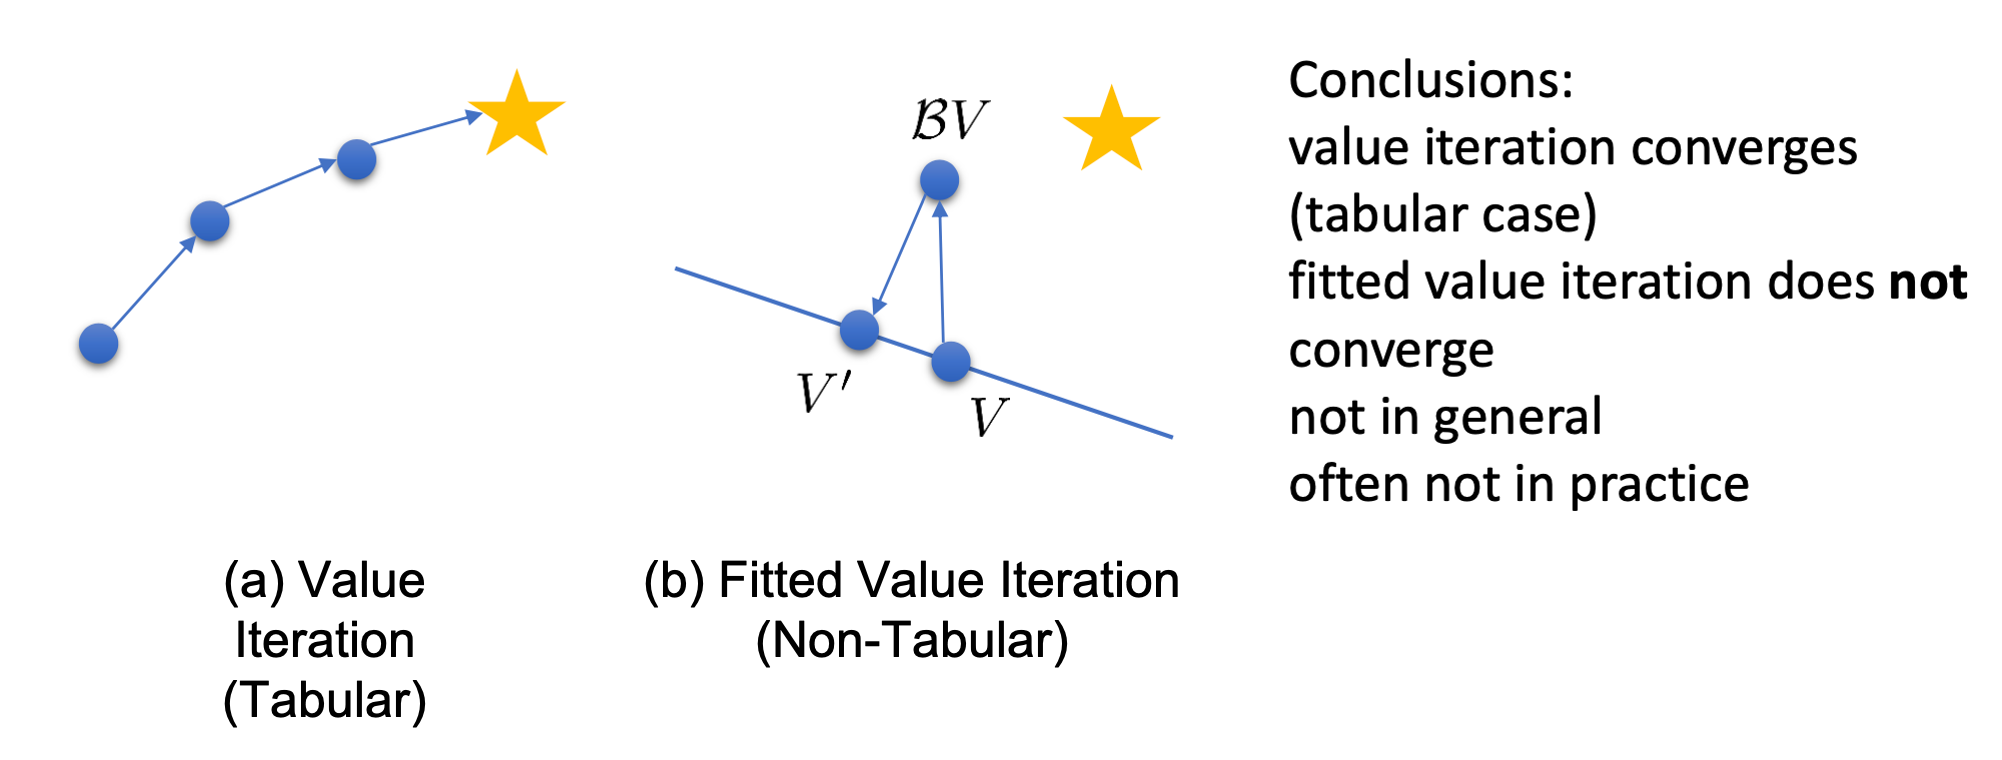 𝓑V
V′
V
Conclusions:
value iteration converges
(tabular case)
fitted value iteration does not
converge
not in general
often not in practice
(a) Value
Iteration
(Tabular)
(b) Fitted Value Iteration
(Non-Tabular)